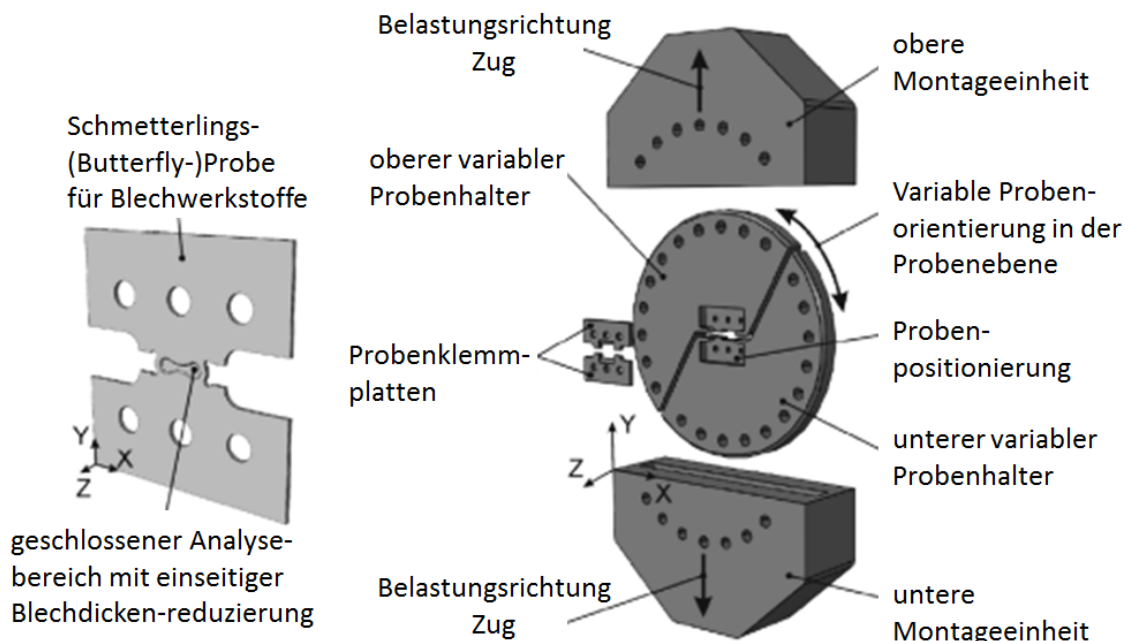 Belastungsrichtung
Zug
obere
Montageeinheit
Schmetterlings-
(Butterfly-)Probe
für Blechwerkstoffe
oberer variabler
Probenhalter
Variable Proben-
orientierung in der
Probenebene
Probenklemm-
platten
Proben-
positionierung
unterer variabler
Probenhalter
Y
X
Z
Y
Z
X
geschlossener Analyse-
bereich mit einseitiger
Blechdicken-reduzierung
Belastungsrichtung
Zug
untere
Montageeinheit